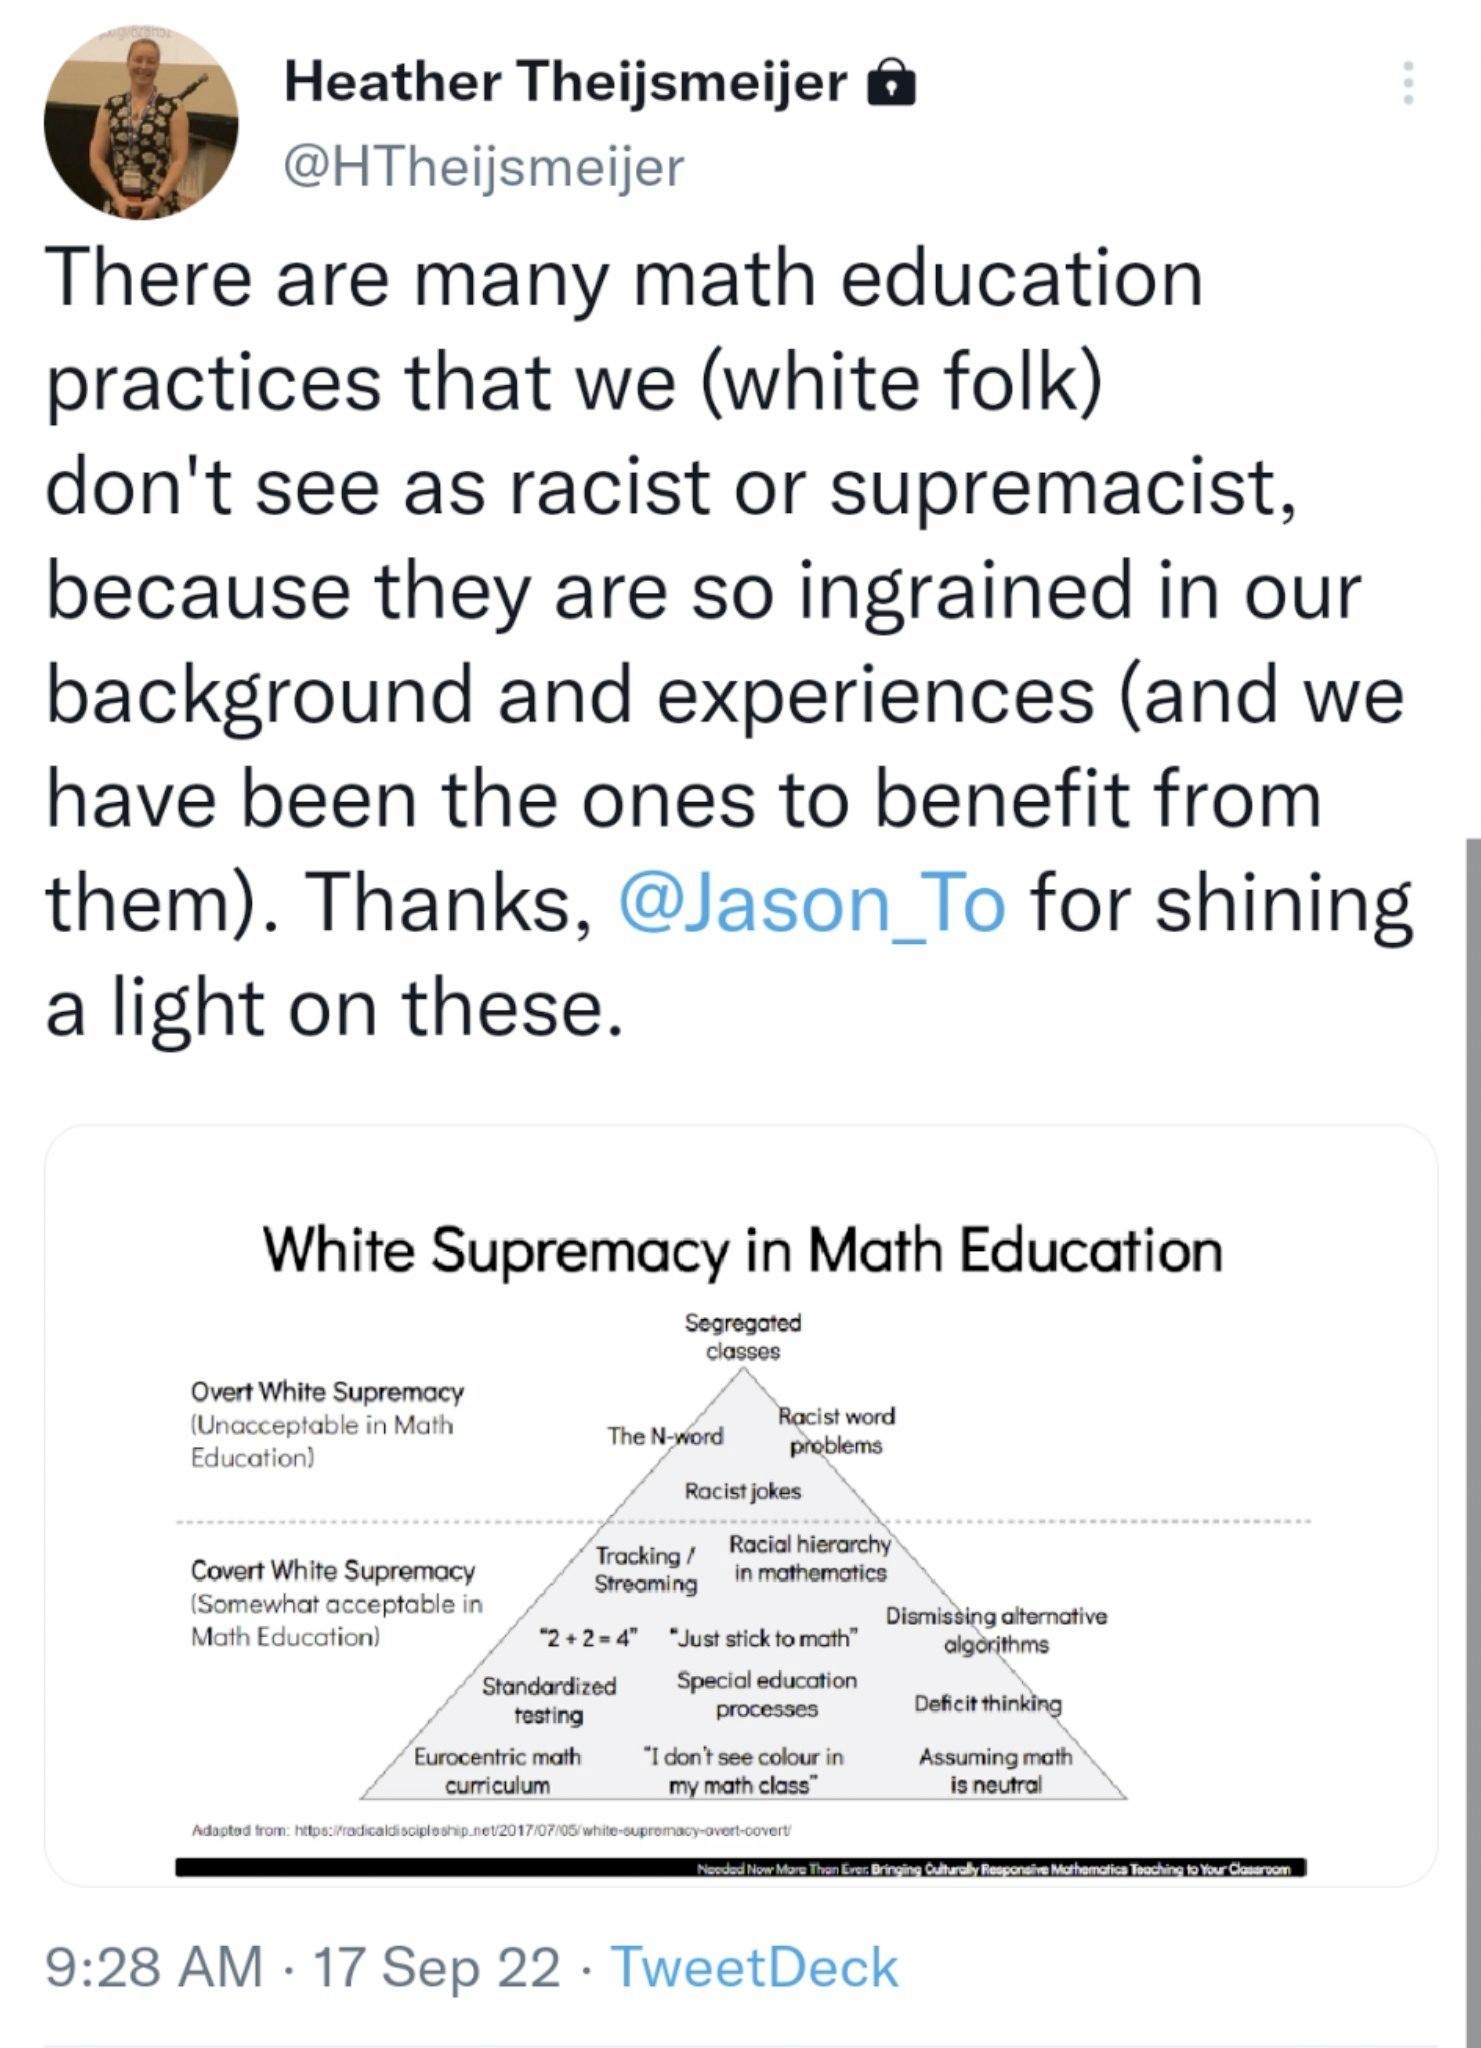 Heather Theijsmeijer
@HTheijsmeijer
There are many math education
practices that we (white folk)
don't see as racist or supremacist,
because they are so ingrained in our
background and experiences (and we
have been the ones to benefit from
them). Thanks, @Jason_To for shining
a light on these.
White Supremacy in Math Education
Segregated
classes
Overt White Supremacy
(Unacceptable in Math
Education)
The N-word
Racist word
problems
Racist jokes
Covert White Supremacy
(Somewhat acceptable in
Math Education)
Tracking /
Streaming
Racial hierarchy
in mathematics
Dismissing alternative
algorithms
"2 + 2 = 4"
"Just stick to math"
Standardized
testing
Special education
processes
Deficit thinking
Eurocentric math
curriculum
"I don't see colour in
my math class"
Assuming math
is neutral
Adapted from: https://radicaldiscipleship.net/2017/07/05/white-supremacy-overt-covert/
Needed Now More Than Ever: Bringing Culturally Responsive Mathematics Teaching to Your Classroom
9:28 AM · 17 Sep 22 · TweetDeck